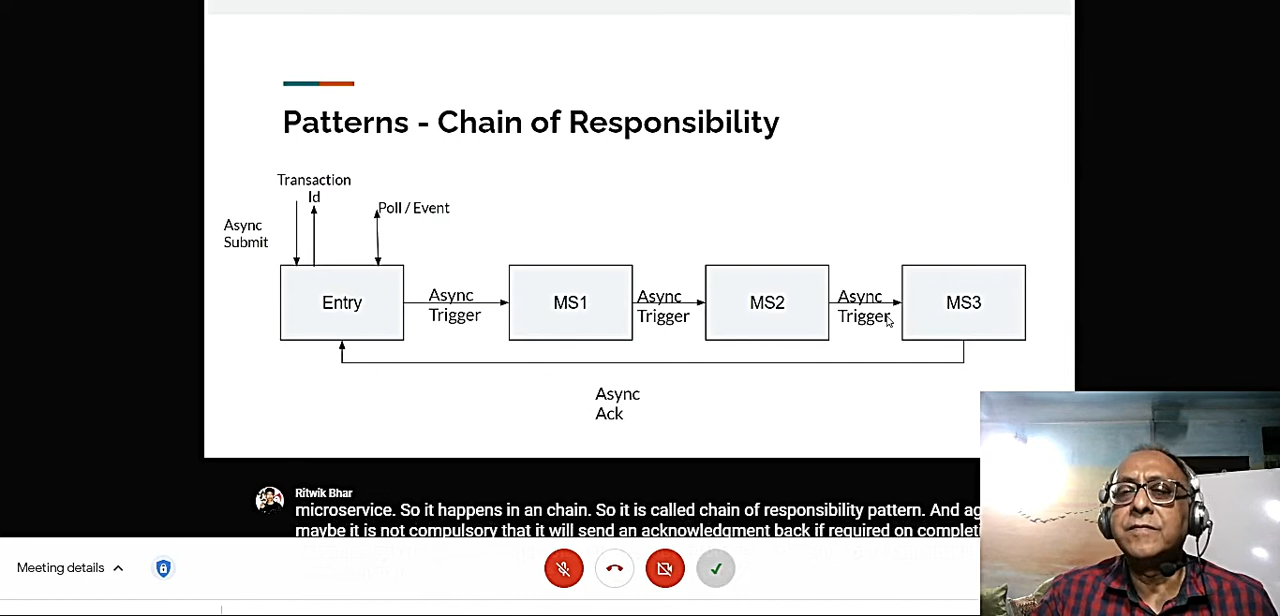 Patterns - Chain of Responsibility
Transaction
Id
Poll / Event
Async
Submit
Entry
Async
Trigger
MS1
Async
Trigger
MS2
Async
Trigger
MS3
Async
Ack
Ritwik Bhar
microservice. So it happens in an chain. So it is called chain of responsibility pattern. And
maybe it is not compulsory that it will send an acknowledgment back if required on
Meeting details